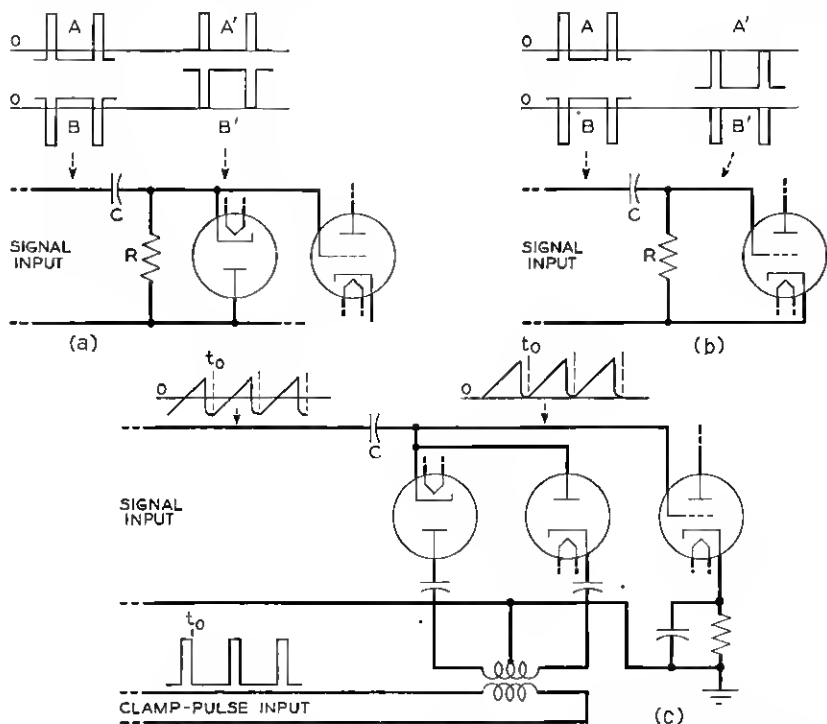 A A'
0
0
B B'
C
R
SIGNAL
INPUT
(a)
A A'
0
0
B B'
C
R
SIGNAL
INPUT
(b)
t₀
0
t₀
0
C
SIGNAL
INPUT
t₀
CLAMP-PULSE INPUT
(c)